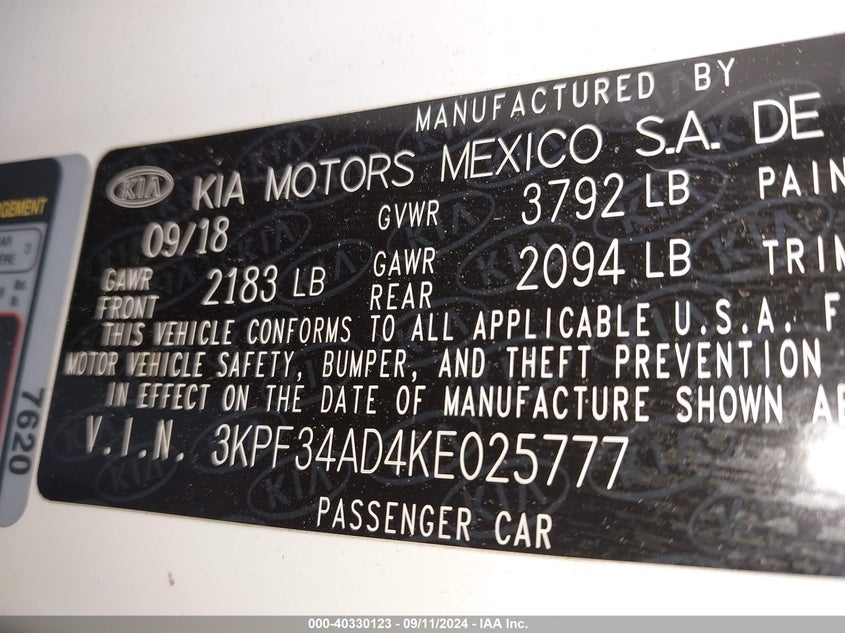 MANUFACTURED BY
KIA KIA MOTORS MEXICO S.A. DE
09/18 GVWR 3792 LB PAIN
GAWR FRONT 2183 LB GAWR REAR 2094 LB TRIM
THIS VEHICLE CONFORMS TO ALL APPLICABLE U.S.A. F
MOTOR VEHICLE SAFETY, BUMPER, AND THEFT PREVENTION
IN EFFECT ON THE DATE OF MANUFACTURE SHOWN AB
V.I.N. 3KPF34AD4KE025777
PASSENGER CAR
7620
000-40330123 - 09/11/2024 - IAA Inc.